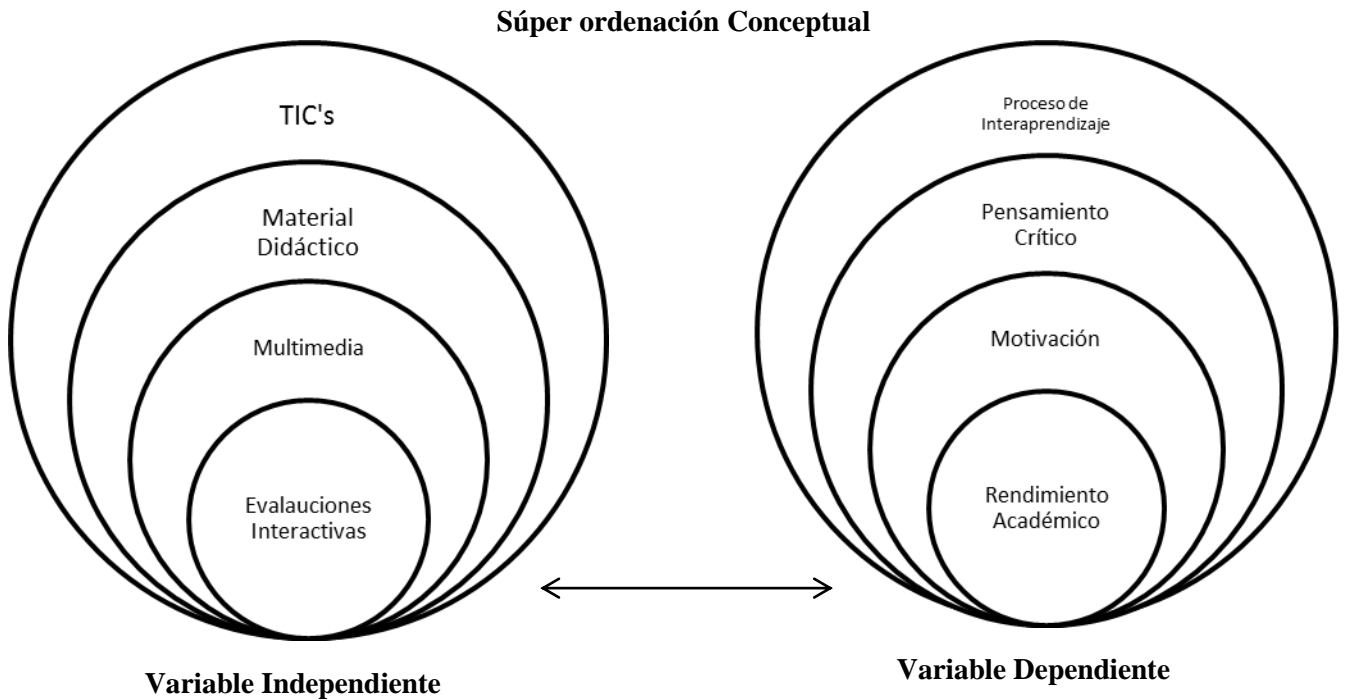 Súper ordenación Conceptual
TIC's
Material
Didáctico
Multimedia
Evalauciones
Interactivas
Proceso de
Interaprendizaje
Pensamiento
Crítico
Motivación
Rendimiento
Académico
Variable Independiente
Variable Dependiente